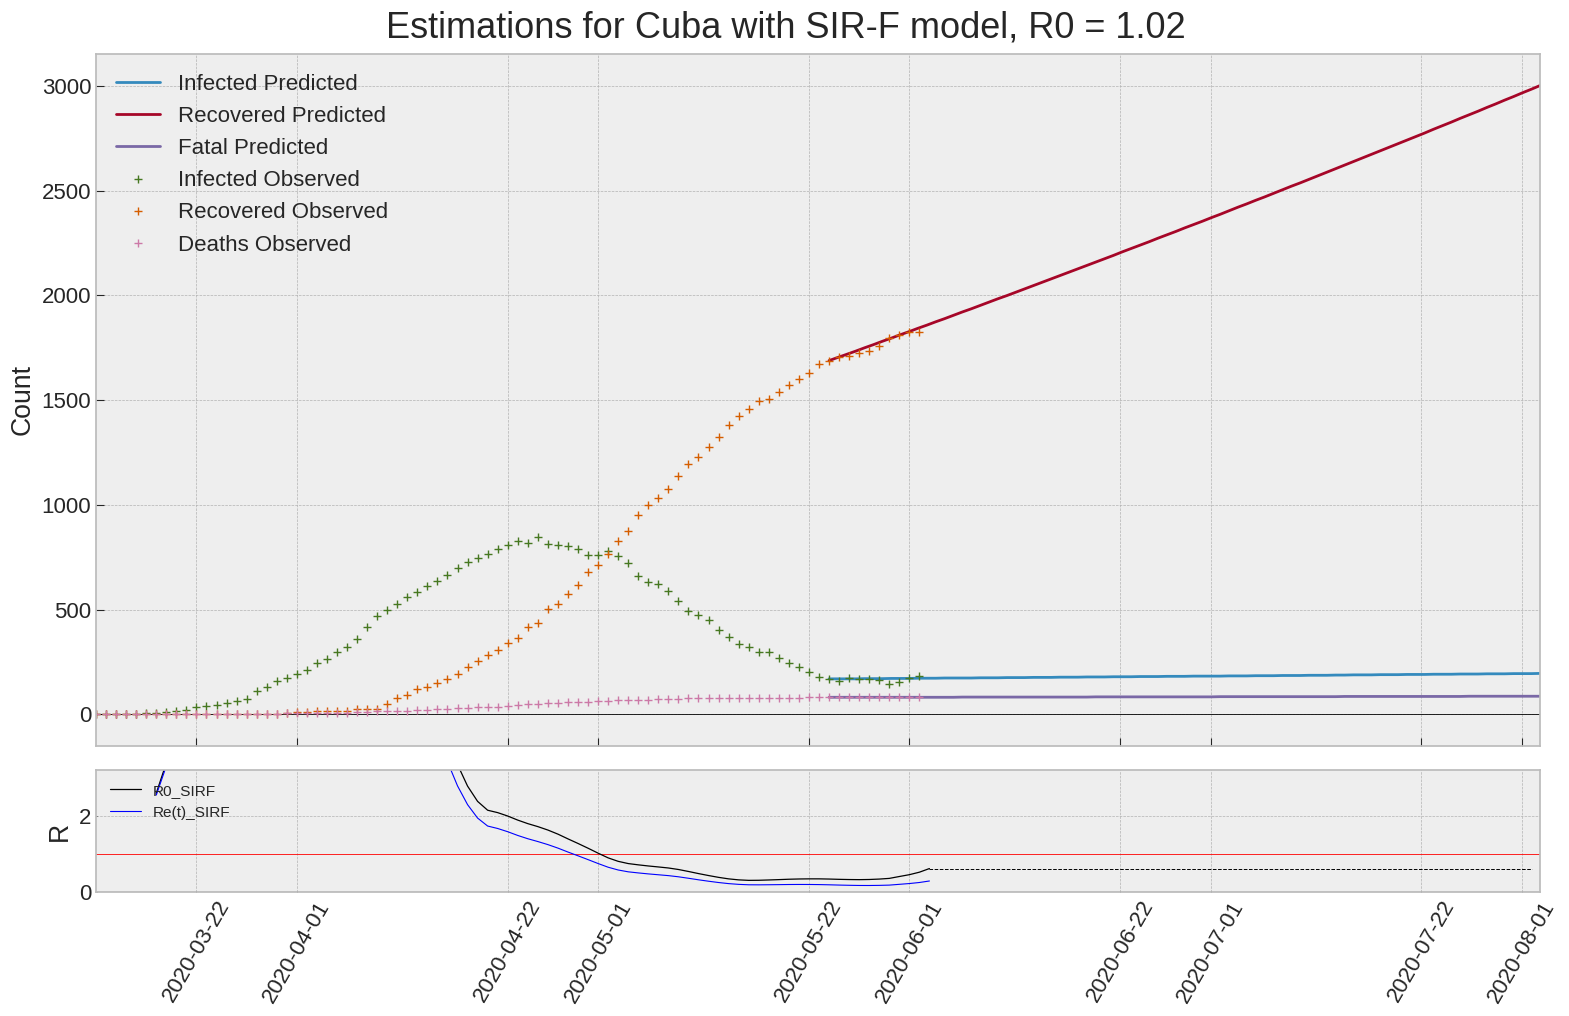 Estimations for Cuba with SIR-F model, R0 = 1.02
Count
3000
2500
2000
1500
1000
500
0
Infected Predicted
Recovered Predicted
Fatal Predicted
Infected Observed
Recovered Observed
Deaths Observed
R
2
0
R0_SIRF
Re(t)_SIRF
2020-03-22
2020-04-01
2020-04-22
2020-05-01
2020-05-22
2020-06-01
2020-06-22
2020-07-01
2020-07-22
2020-08-01